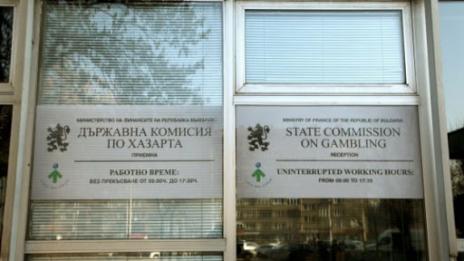 МИНИСТЕРСТВО НА ФИНАНСИТЕ НА РЕПУБЛИКА БЪЛГАРИЯ
ДЪРЖАВНА КОМИСИЯ
ПО ХАЗАРТА
ПРИЕМНА
РАБОТНО ВРЕМЕ:
БЕЗ ПРЕКЪСВАНЕ ОТ 09.00Ч. ДО 17.30Ч.
MINISTRY OF FINANCE OF THE REPUBLIC OF BULGARIA
STATE COMMISSION
ON GAMBLING
RECEPTION
UNINTERRUPTED WORKING HOURS:
FROM 09:00 TO 17:30